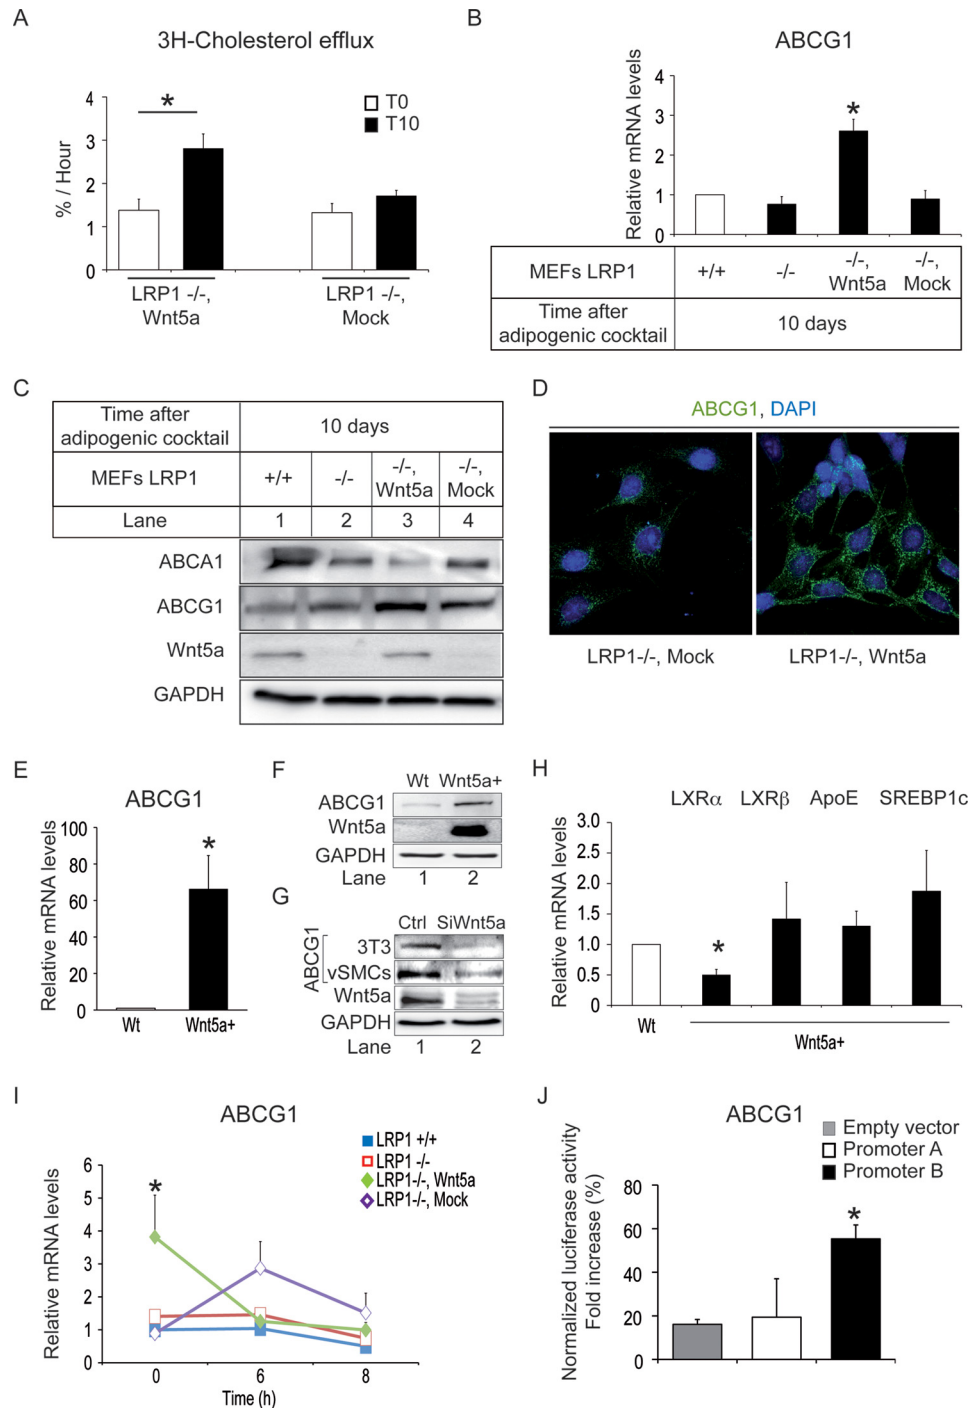 A
3H-Cholesterol efflux
4
3
2
1
0
% / Hour
*
T0
T10
LRP1 -/-,
Wnt5a
LRP1 -/-,
Mock
B
ABCG1
Relative mRNA levels
4
3
2
1
0
*
MEFs LRP1
+/+
-/-
-/-,
Wnt5a
-/-,
Mock
Time after
adipogenic cocktail
10 days
C
Time after
adipogenic cocktail
10 days
MEFs LRP1
+/+
-/-
-/-,
Wnt5a
-/-,
Mock
Lane
1
2
3
4
ABCA1
ABCG1
Wnt5a
GAPDH
D
ABCG1, DAPI
LRP1-/-, Mock
LRP1-/-, Wnt5a
E
ABCG1
Relative mRNA levels
100
80
60
40
20
0
*
Wt
Wnt5a+
F
Wt Wnt5a+
ABCG1
Wnt5a
GAPDH
Lane 1 2
G
Ctrl SiWnt5a
ABCG1
3T3
vSMCs
Wnt5a
GAPDH
Lane 1 2
H
LXRα LXRβ ApoE SREBP1c
Relative mRNA levels
3.0
2.5
2.0
1.5
1.0
0.5
0
*
Wt
Wnt5a+
I
ABCG1
LRP1 +/+
LRP1 -/-
LRP1-/-, Wnt5a
LRP1-/-, Mock
Relative mRNA levels
6
5
4
3
2
1
0
*
0 6 8
Time (h)
J
ABCG1
Empty vector
Promoter A
Promoter B
Normalized luciferase activity
Fold increase (%)
80
60
40
20
0
*